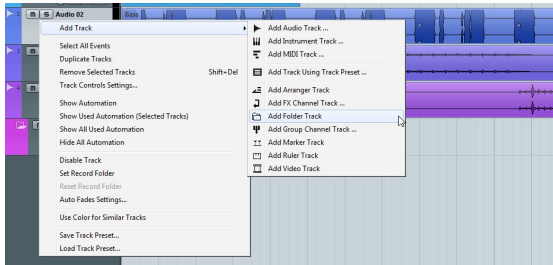 2 m S Audio 02 Bass
Add Track
Select All Events
Duplicate Tracks
Remove Selected Tracks Shift+Del
Track Controls Settings...
Show Automation
Show Used Automation (Selected Tracks)
Show All Used Automation
Hide All Automation
Disable Track
Set Record Folder
Reset Record Folder
Auto Fades Settings...
Use Color for Similar Tracks
Save Track Preset...
Load Track Preset...
Add Audio Track ...
Add Instrument Track ...
Add MIDI Track ...
Add Track Using Track Preset ...
Add Arranger Track
Add FX Channel Track ...
Add Folder Track
Add Group Channel Track ...
Add Marker Track
Add Ruler Track
Add Video Track
3
4